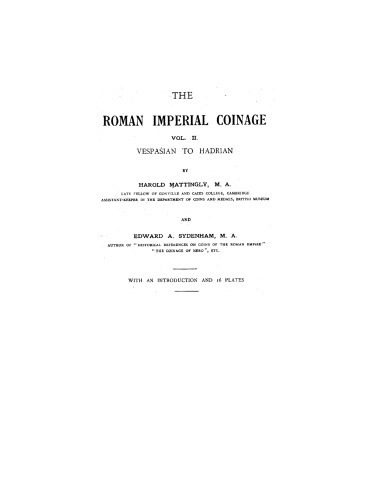 THE
ROMAN IMPERIAL COINAGE
VOL. II.
VESPASIAN TO HADRIAN
BY
HAROLD MATTINGLY, M. A.
LATE FELLOW OF GONVILLE AND CAIUS COLLEGE, CAMBRIDGE
ASSISTANT-KEEPER IN THE DEPARTMENT OF COINS AND MEDALS, BRITISH MUSEUM
AND
EDWARD A. SYDENHAM, M. A.
AUTHOR OF "HISTORICAL REFERENCES ON COINS OF THE ROMAN EMPIRE"
"THE COINAGE OF NERO", ETC.
WITH AN INTRODUCTION AND 16 PLATES